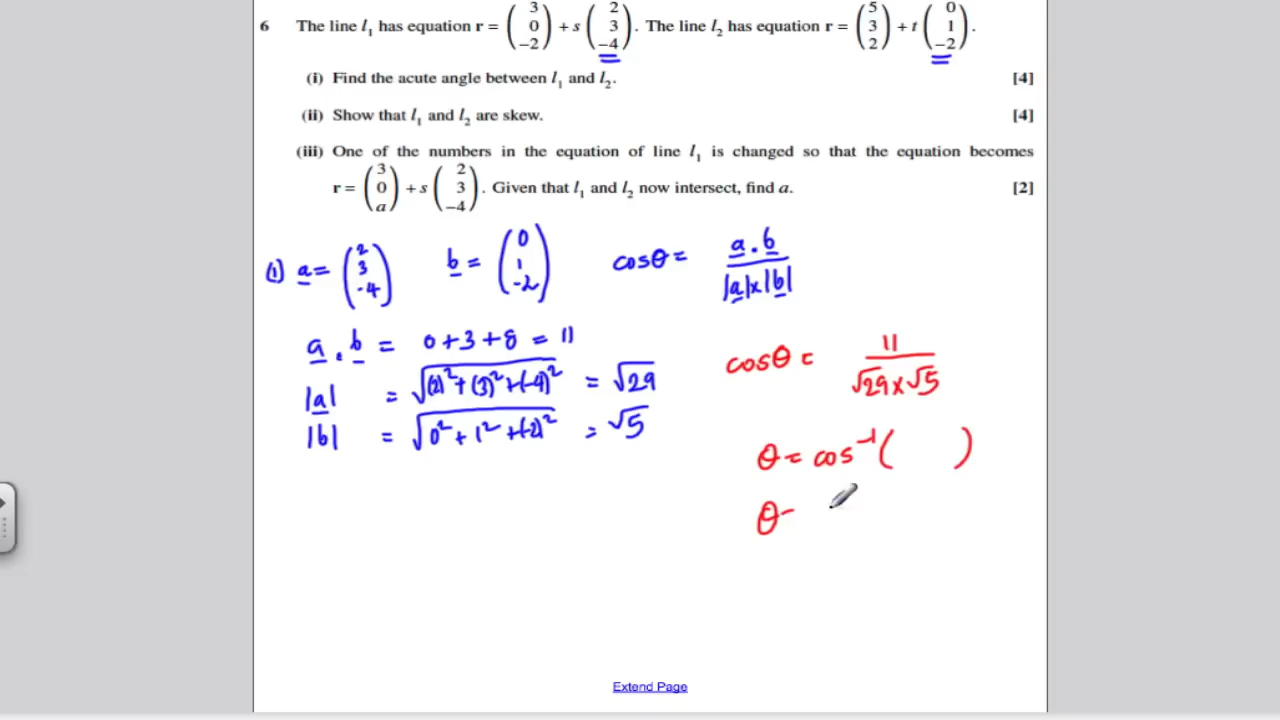 6 The line l₁ has equation r = (3 0 −2) + s (2 3 −4). The line l₂ has equation r = (5 3 2) + t (0 1 −2).
(i) Find the acute angle between l₁ and l₂. [4]
(ii) Show that l₁ and l₂ are skew. [4]
(iii) One of the numbers in the equation of line l₁ is changed so that the equation becomes
r = (3 0 a) + s (2 3 −4). Given that l₁ and l₂ now intersect, find a. [2]
(i) a = (2 3 -4) b = (0 1 -2) cosθ = a . b / |a|x|b|
a . b = 0+3+8 = 11
cosθ = 11 / √29 x √5
|a| = √(2)²+(3)²+(-4)² = √29
|b| = √0²+1²+(-2)² = √5
θ = cos⁻¹( )
θ -
Extend Page